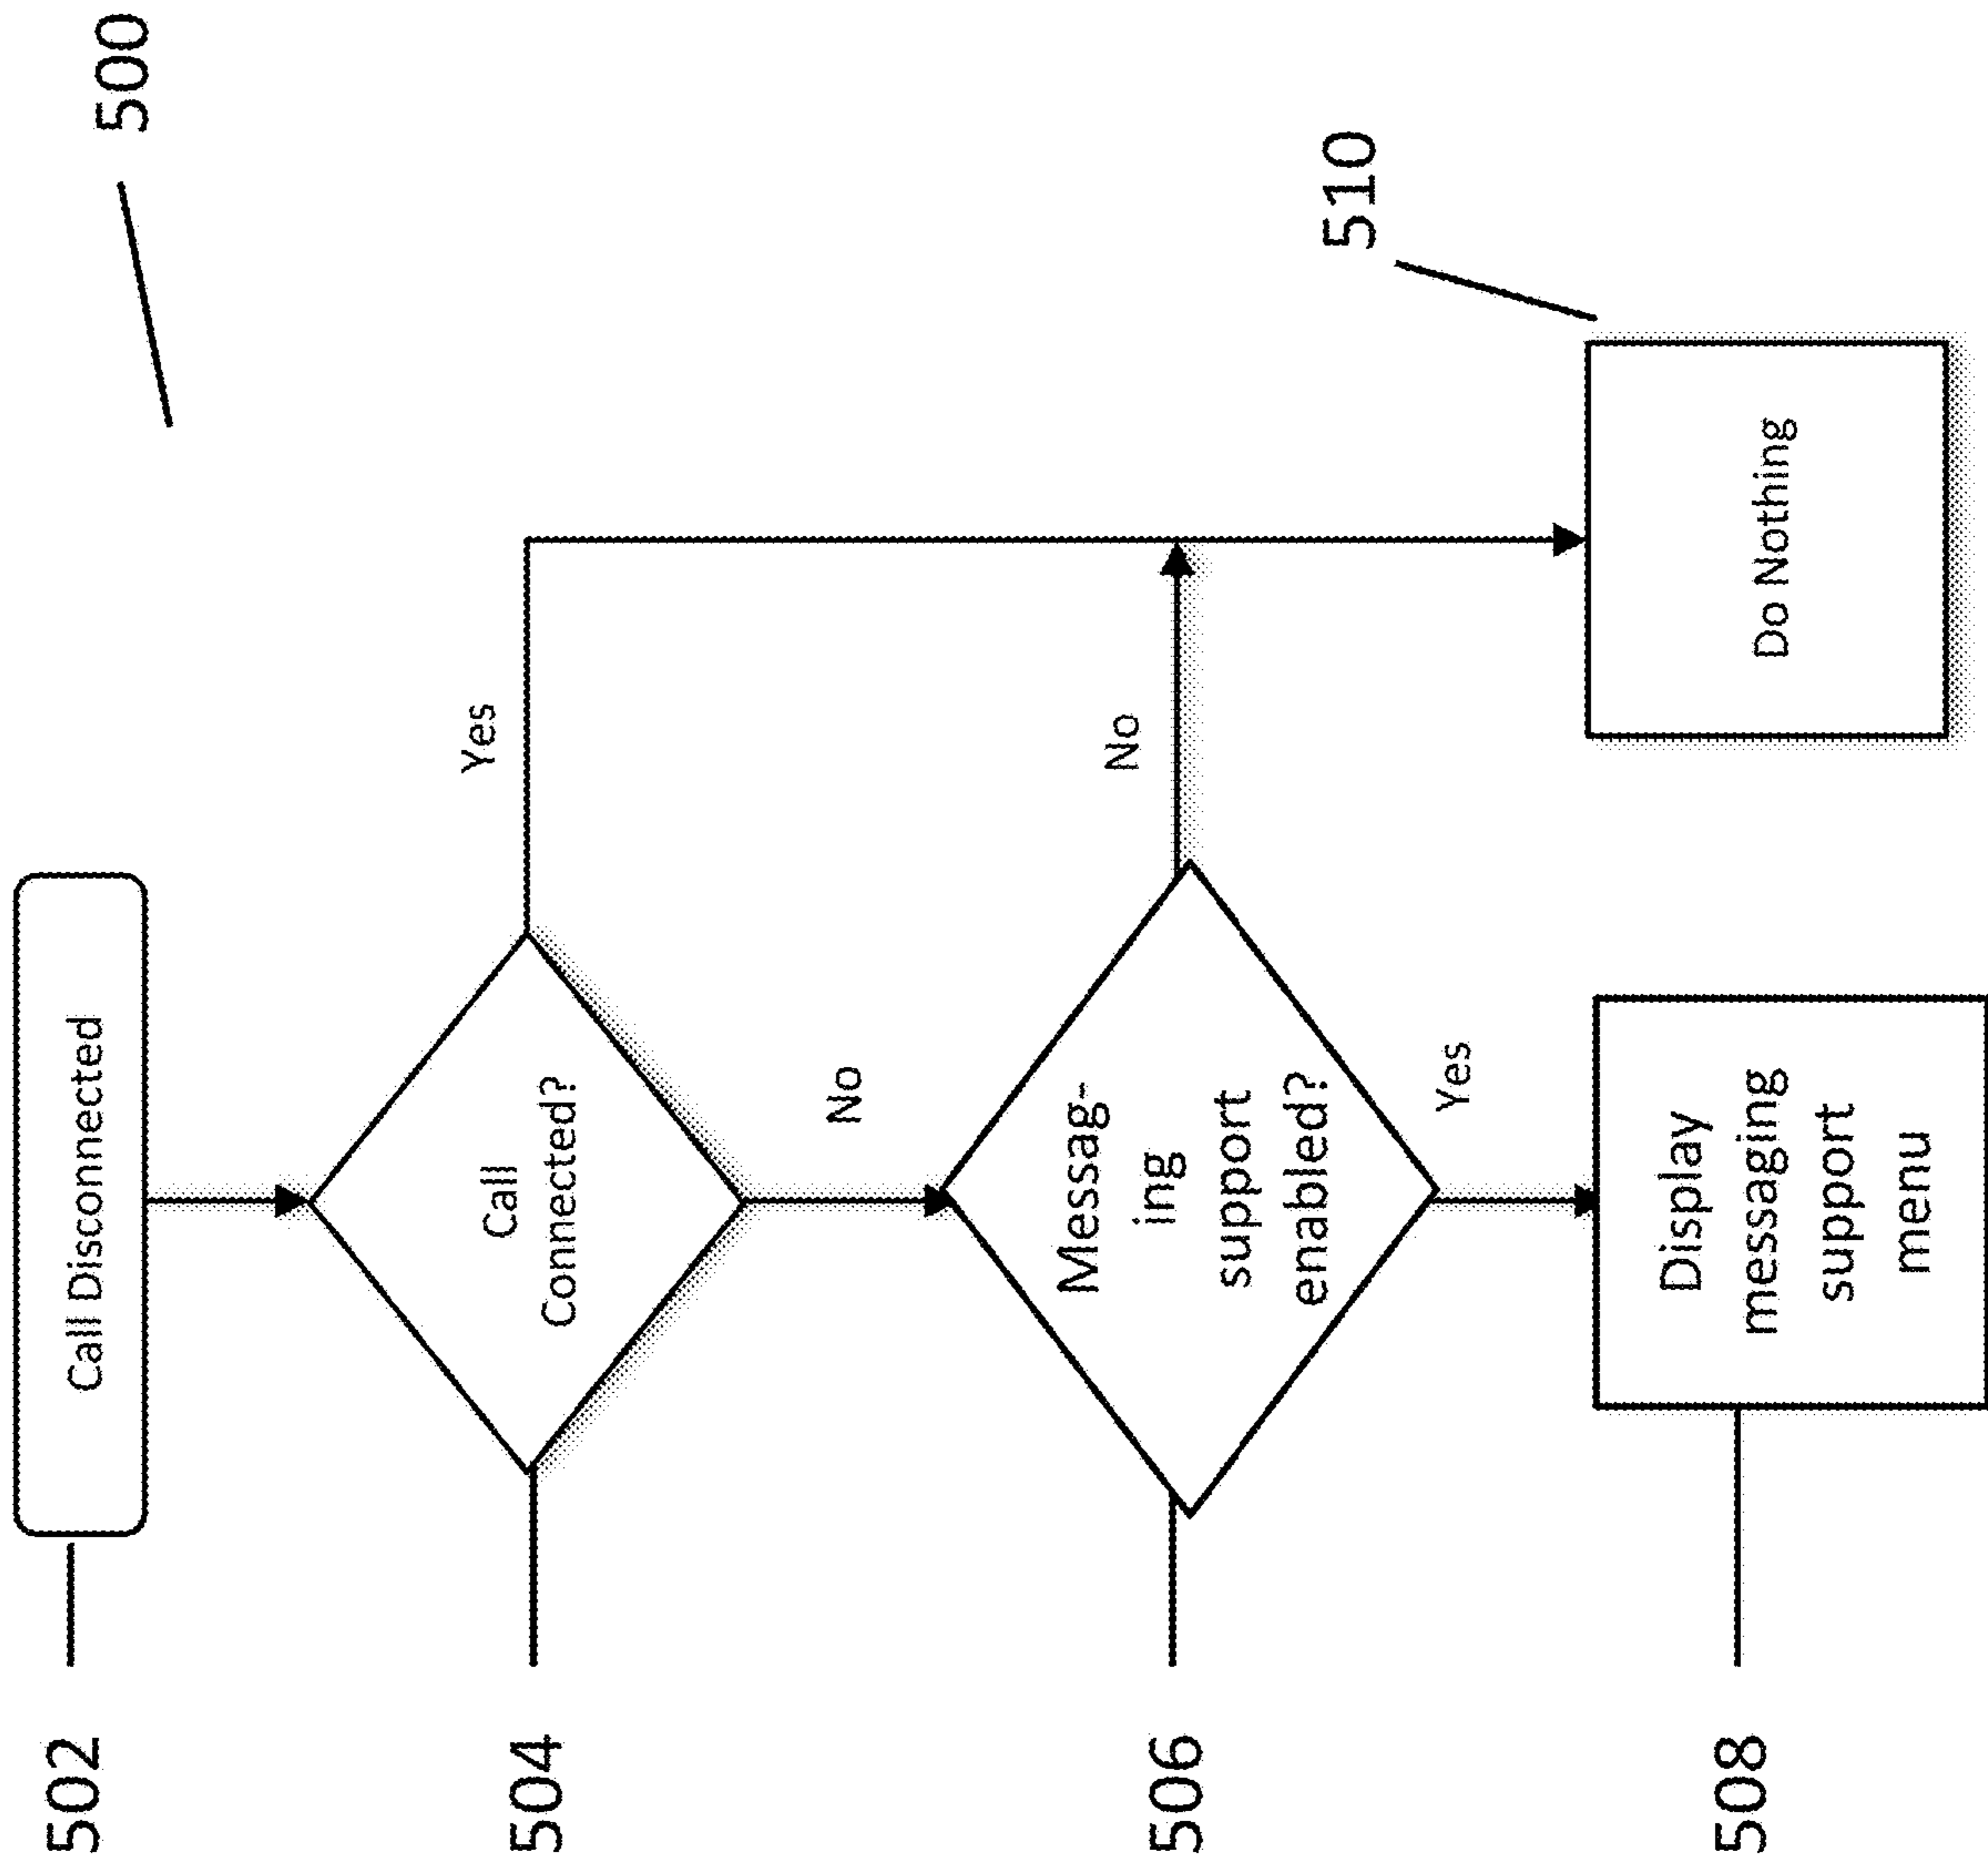 500
502
Call Disconnected
504
Call
Connected?
Yes
No
506
Messag-
ing
support
enabled?
No
Yes
508
Display
messaging
support
menu
510
Do Nothing